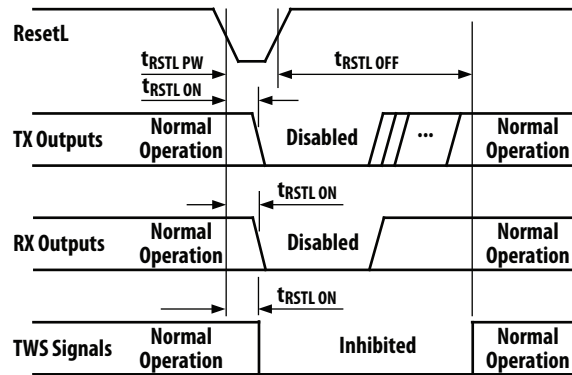 ResetL
tRSTL PW
tRSTL OFF
tRSTL ON
TX Outputs
Normal
Operation
Disabled
...
Normal
Operation
tRSTL ON
RX Outputs
Normal
Operation
Disabled
Normal
Operation
tRSTL ON
TWS Signals
Normal
Operation
Inhibited
Normal
Operation